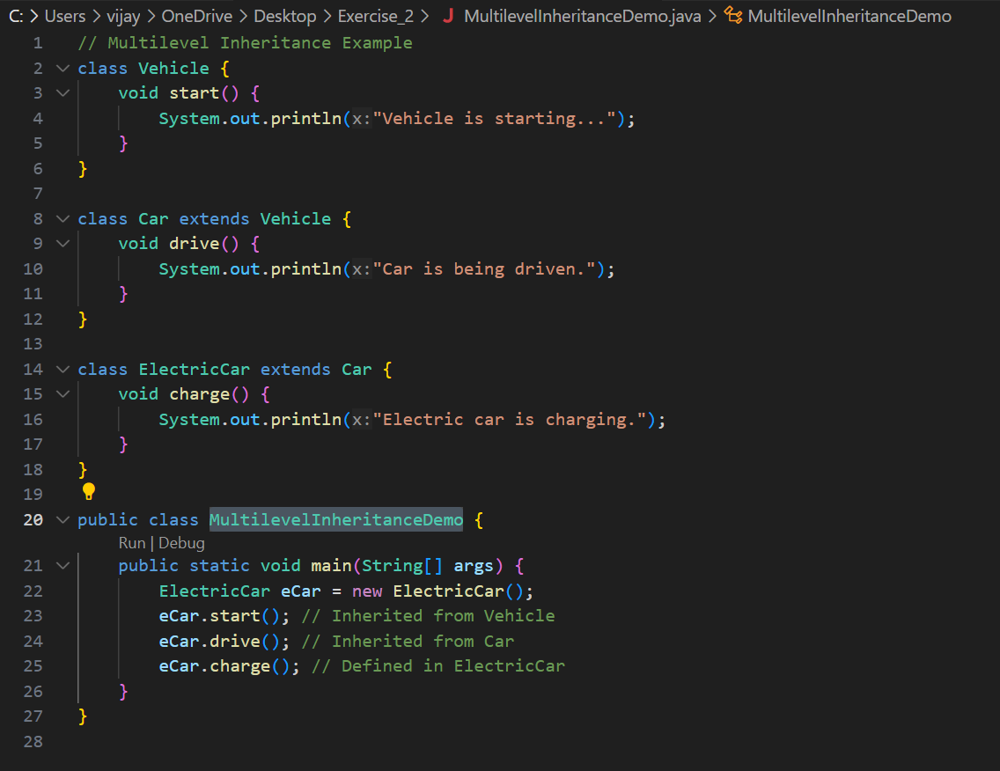 C: > Users > vijay > OneDrive > Desktop > Exercise_2 > J MultilevelInheritanceDemo.java > MultilevelInheritanceDemo
1 // Multilevel Inheritance Example
2 class Vehicle {
3 void start() {
4 System.out.println(x:"Vehicle is starting...");
5 }
6 }
7
8 class Car extends Vehicle {
9 void drive() {
10 System.out.println(x:"Car is being driven.");
11 }
12 }
13
14 class ElectricCar extends Car {
15 void charge() {
16 System.out.println(x:"Electric car is charging.");
17 }
18 }
19
20 public class MultilevelInheritanceDemo {
Run | Debug
21 public static void main(String[] args) {
22 ElectricCar eCar = new ElectricCar();
23 eCar.start(); // Inherited from Vehicle
24 eCar.drive(); // Inherited from Car
25 eCar.charge(); // Defined in ElectricCar
26 }
27 }
28